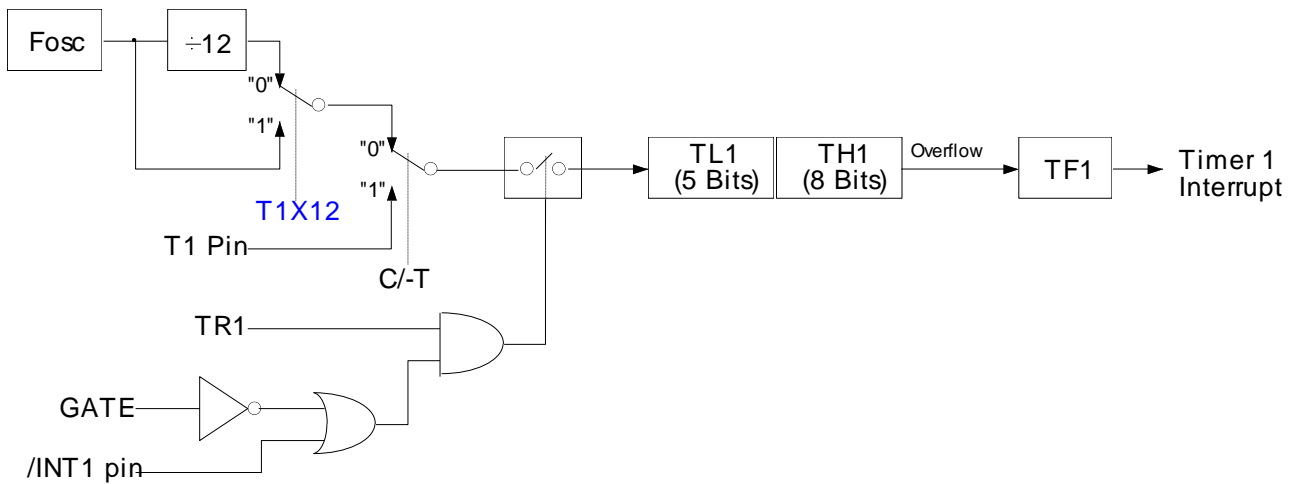 Fosc
÷12
"0"
"1"
T1X12
"0"
"1"
T1 Pin
C/-T
TL1
(5 Bits)
TH1
(8 Bits)
Overflow
TF1
Timer 1
Interrupt
TR1
GATE
/INT1 pin